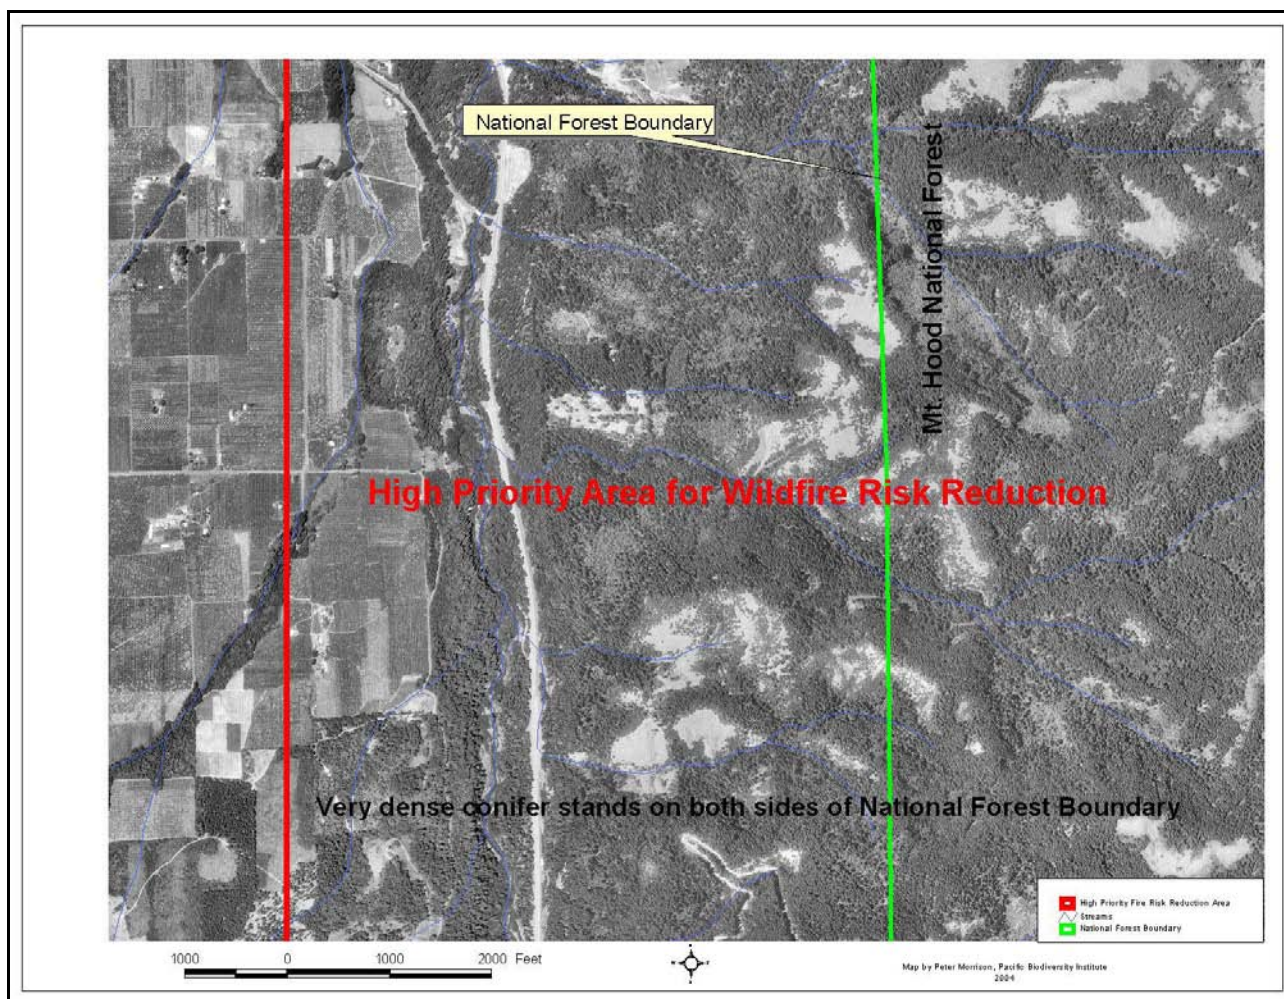 National Forest Boundary
Mt. Hood National Forest
High Priority Area for Wildfire Risk Reduction
Very dense conifer stands on both sides of National Forest Boundary
High Priority Fire Risk Reduction Area
Streams
National Forest Boundary
1000 0 1000 2000 Feet
Map by Peter Morrison, Pacific Biodiversity Institute
2004